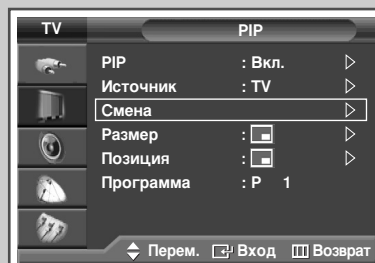 TV PIP
PIP : Вкл.
Источник : TV
Смена
Размер :
Позиция :
Программа : P 1
Перем. Вход Возврат